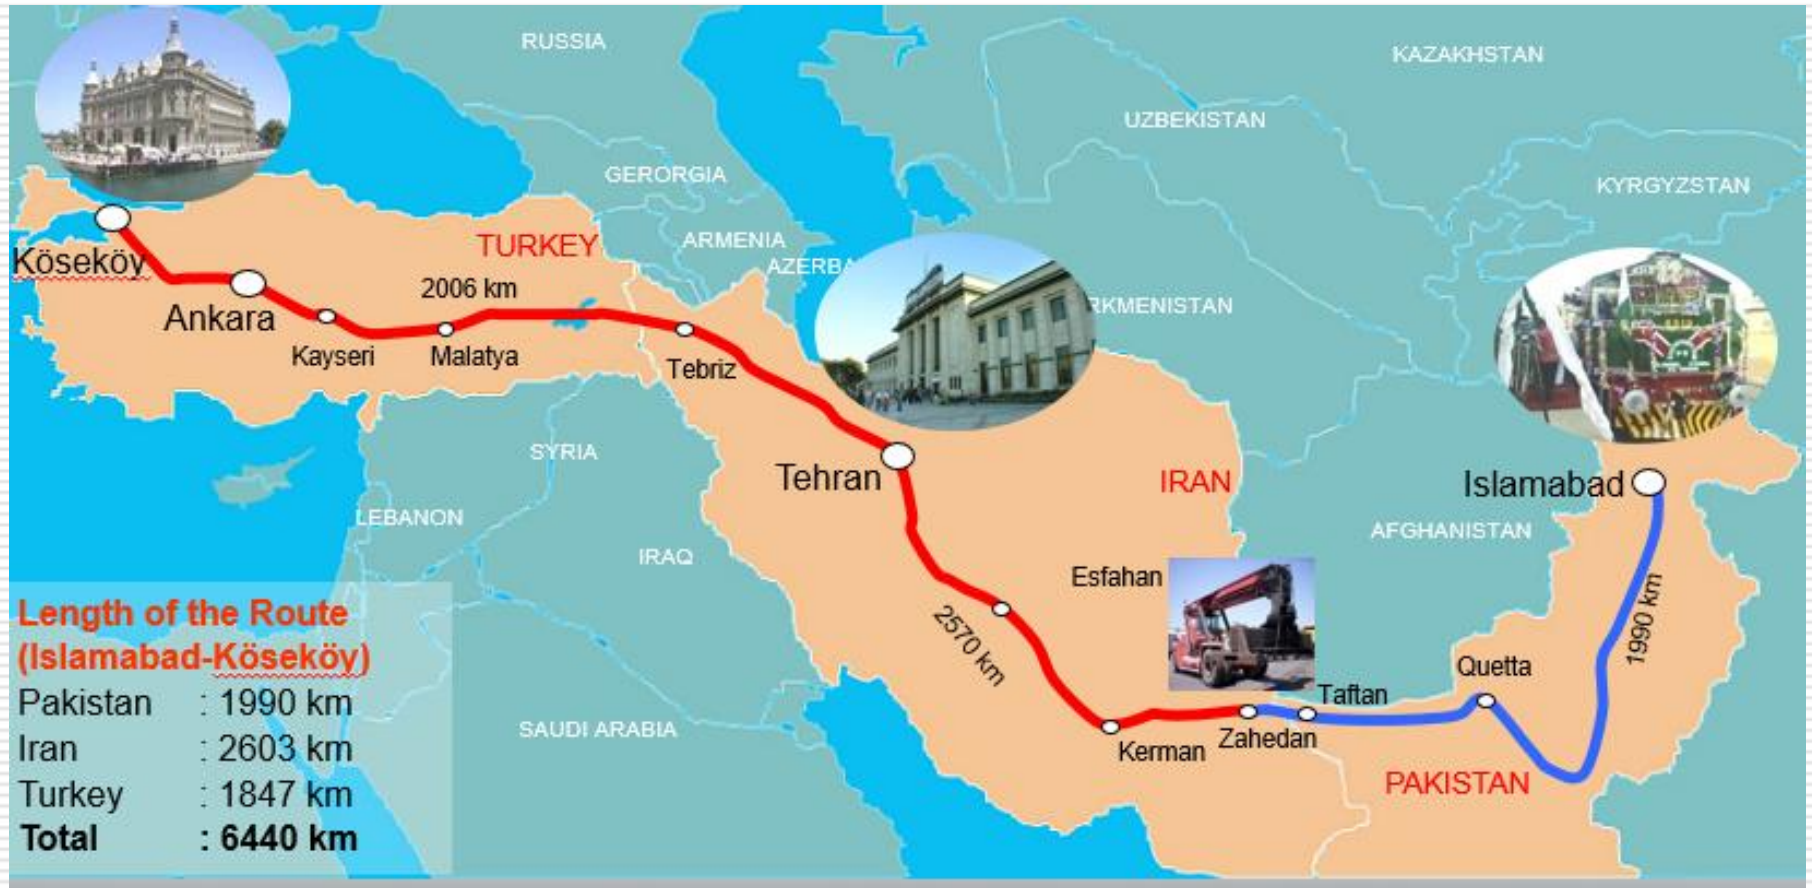 RUSSIA
KAZAKHSTAN
UZBEKISTAN
GERORGIA
KYRGYZSTAN
ARMENIA
TURKEY
AZERBA
Köseköy
2006 km
RKMENISTAN
Ankara
Kayseri
Malatya
Tebriz
SYRIA
Tehran
IRAN
Islamabad
LEBANON
AFGHANISTAN
IRAQ
Esfahan
2570 km
1990 km
Quetta
Taftan
Zahedan
Kerman
SAUDI ARABIA
PAKISTAN
Length of the Route
(Islamabad-Köseköy)
Pakistan : 1990 km
Iran : 2603 km
Turkey : 1847 km
Total : 6440 km